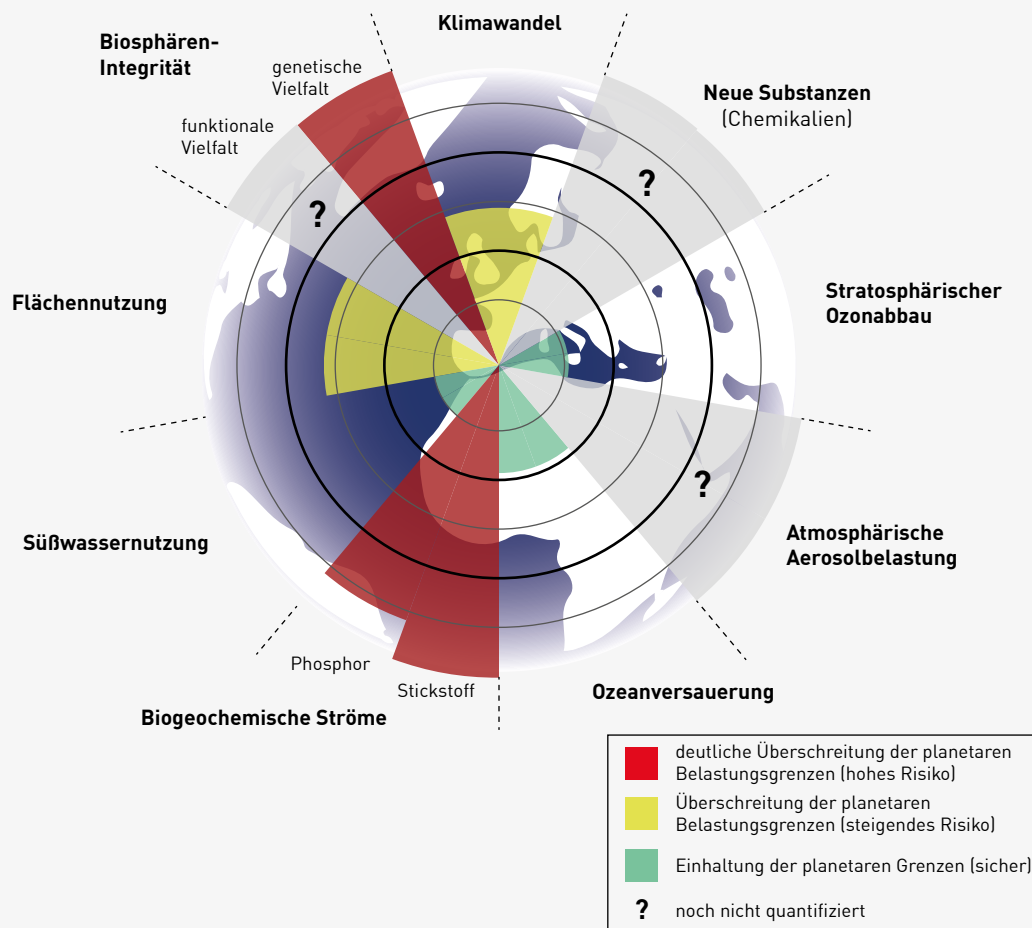 Klimawandel
Biosphären-
Integrität
genetische
Vielfalt
funktionale
Vielfalt
Neue Substanzen
(Chemikalien)
?
?
Flächennutzung
Stratosphärischer
Ozonabbau
?
Süßwassernutzung
Atmosphärische
Aerosolbelastung
Phosphor
Stickstoff
Biogeochemische Ströme
Ozeanversauerung
deutliche Überschreitung der planetaren
Belastungsgrenzen (hohes Risiko)
Überschreitung der planetaren
Belastungsgrenzen (steigendes Risiko)
Einhaltung der planetaren Grenzen (sicher)
? noch nicht quantifiziert